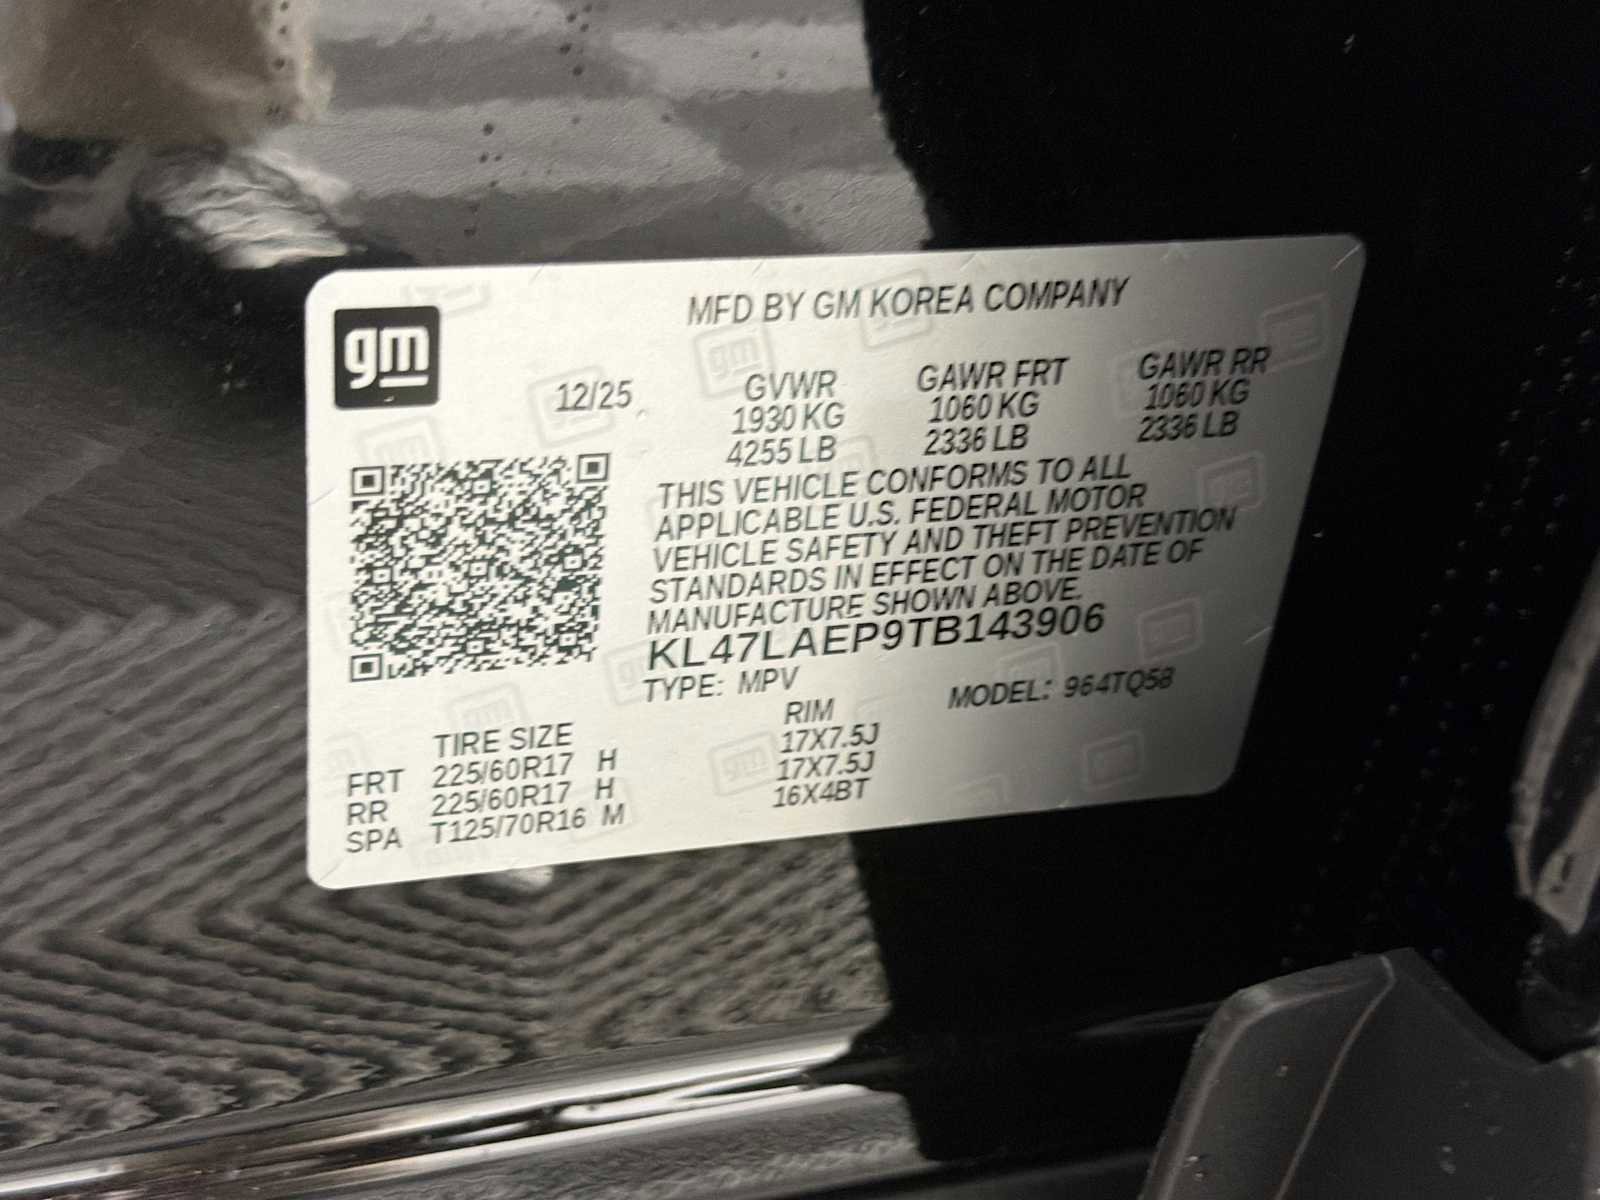 gm
MFD BY GM KOREA COMPANY
12/25 GVWR GAWR FRT GAWR RR
1930 KG 1060 KG 1060 KG
4255 LB 2336 LB 2336 LB
THIS VEHICLE CONFORMS TO ALL
APPLICABLE U.S. FEDERAL MOTOR
VEHICLE SAFETY AND THEFT PREVENTION
STANDARDS IN EFFECT ON THE DATE OF
MANUFACTURE SHOWN ABOVE.
KL47LAEP9TB143906
TYPE: MPV MODEL: 964TQ58
TIRE SIZE RIM
FRT 225/60R17 H 17X7.5J
RR 225/60R17 H 17X7.5J
SPA T125/70R16 M 16X4BT